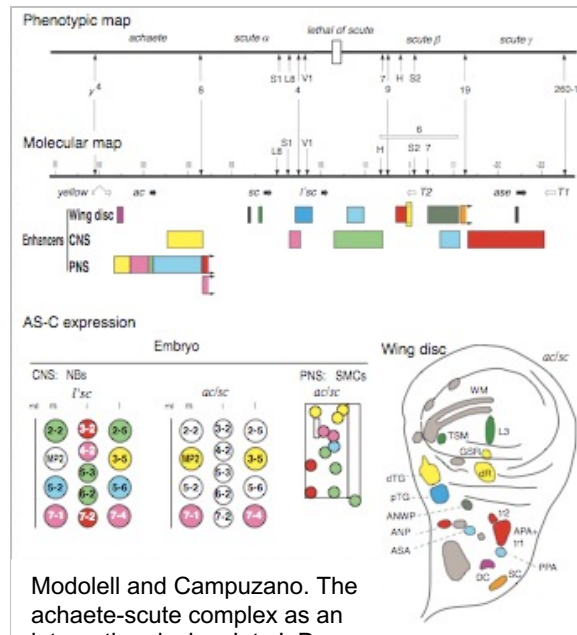 Phenotypic map
achaete scute α lethal of scute scute β scute γ
S1 L8 V1 7 H S2
y4 6 4 9 19 260-1
Molecular map
6
L8 S1 V1 H S2 7
yellow ac sc l'sc T2 ase T1
Wing disc
Enhancers CNS
PNS
AS-C expression
Embryo
Wing disc
ac/sc
CNS: NBs
PNS: SMCs
l'sc ac/sc ac/sc
ml m i l m i l
2-2 3-2 2-5 2-2 3-2 2-5
MP2 4-2 3-5 MP2 4-2 3-5
5-3 5-3
5-2 6-2 5-6 5-2 6-2 5-6
7-1 7-2 7-4 7-1 7-2 7-4
WM
TSM L3
GSR
dTG dR
pTG
ANWP tr2
ANP APA+
ASA tr1
PPA
DC SC
Modolell and Campuzano. The
achaete-scute complex as an